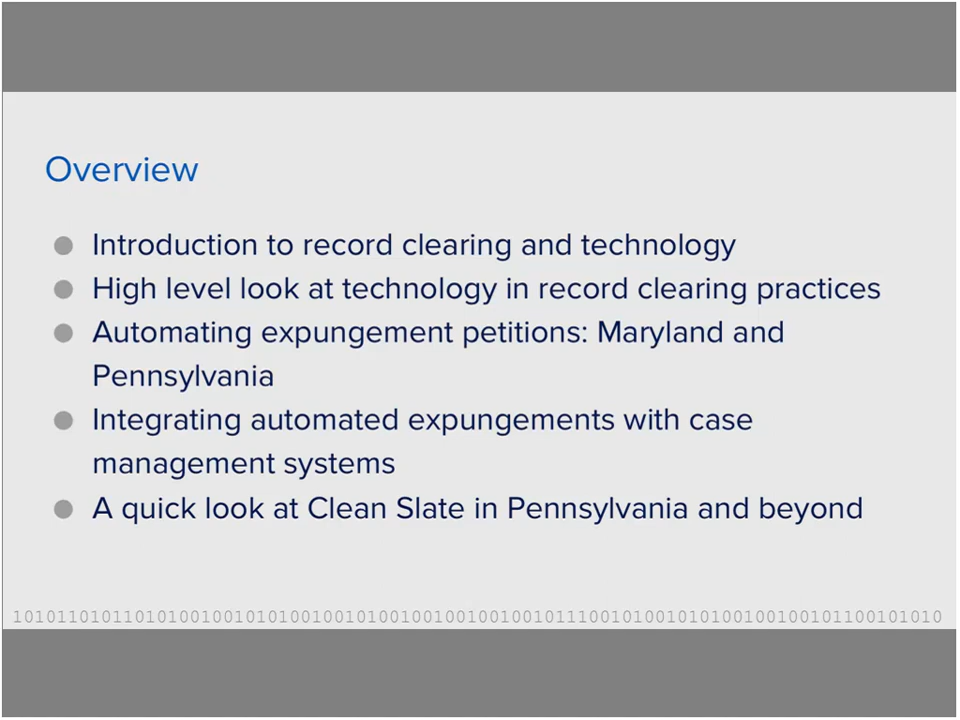 Overview
Introduction to record clearing and technology
High level look at technology in record clearing practices
Automating expungement petitions: Maryland and
Pennsylvania
Integrating automated expungements with case
management systems
A quick look at Clean Slate in Pennsylvania and beyond
101011010110101001001010100100101001001001001001011100101001010100100100101100101010